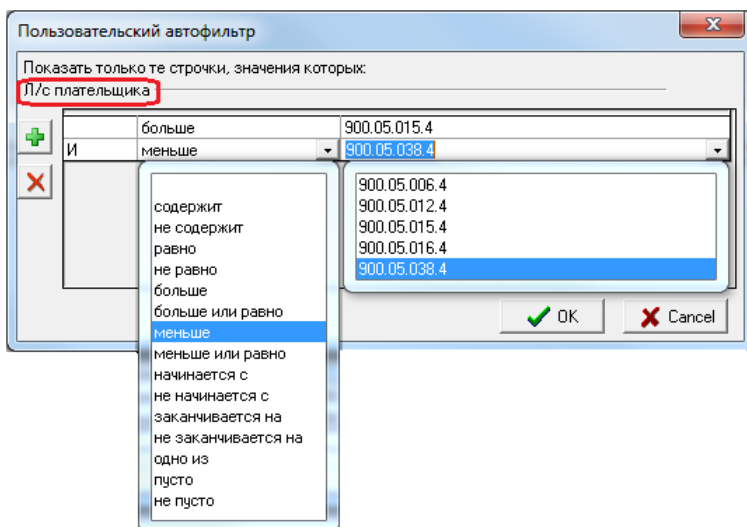 Пользовательский автофильтр
Показать только те строчки, значения которых:
Л/с плательщика
больше 900.05.015.4
И меньше 900.05.038.4
содержит
не содержит
равно
не равно
больше
больше или равно
меньше
меньше или равно
начинается с
не начинается с
заканчивается на
не заканчивается на
одно из
пусто
не пусто
900.05.006.4
900.05.012.4
900.05.015.4
900.05.016.4
900.05.038.4
OK
Cancel